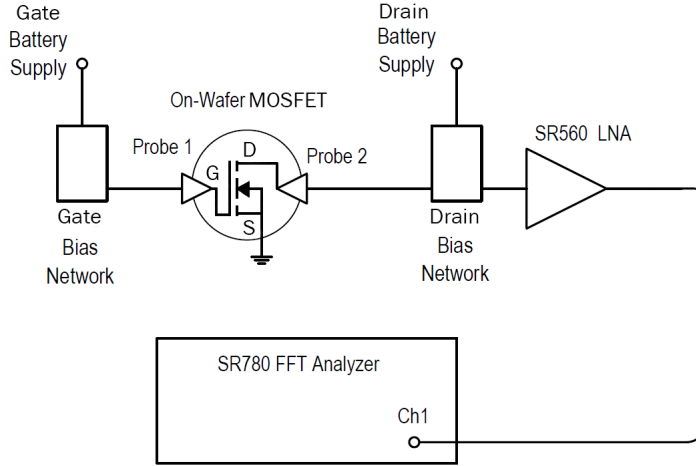 Gate
Battery
Supply
Drain
Battery
Supply
On-Wafer MOSFET
SR560 LNA
Probe 1
D
Probe 2
G
S
Gate
Bias
Network
Drain
Bias
Network
SR780 FFT Analyzer
Ch1